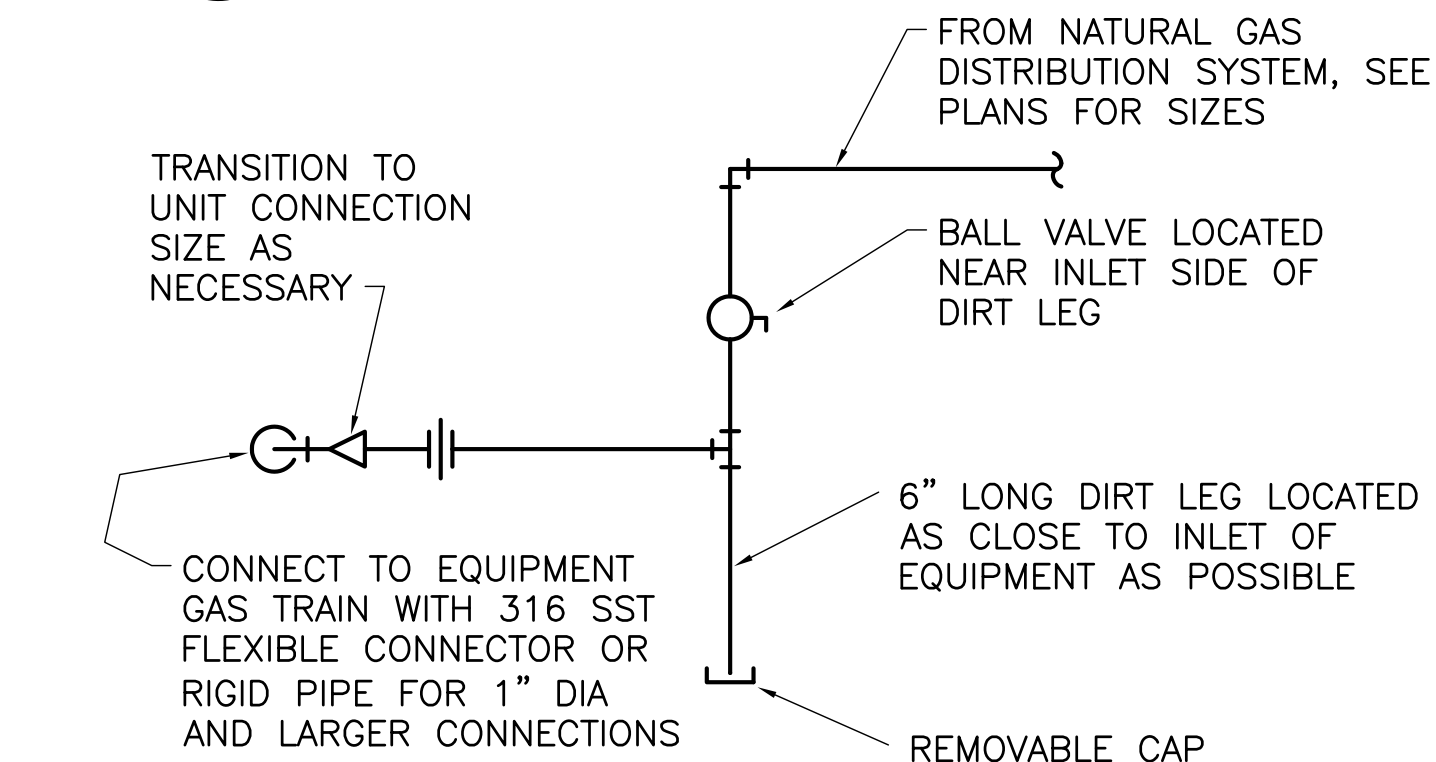 FROM NATURAL GAS
DISTRIBUTION SYSTEM, SEE
PLANS FOR SIZES
TRANSITION TO
UNIT CONNECTION
SIZE AS
NECESSARY
BALL VALVE LOCATED
NEAR INLET SIDE OF
DIRT LEG
6” LONG DIRT LEG LOCATED
AS CLOSE TO INLET OF
EQUIPMENT AS POSSIBLE
CONNECT TO EQUIPMENT
GAS TRAIN WITH 316 SST
FLEXIBLE CONNECTOR OR
RIGID PIPE FOR 1” DIA
AND LARGER CONNECTIONS
REMOVABLE CAP